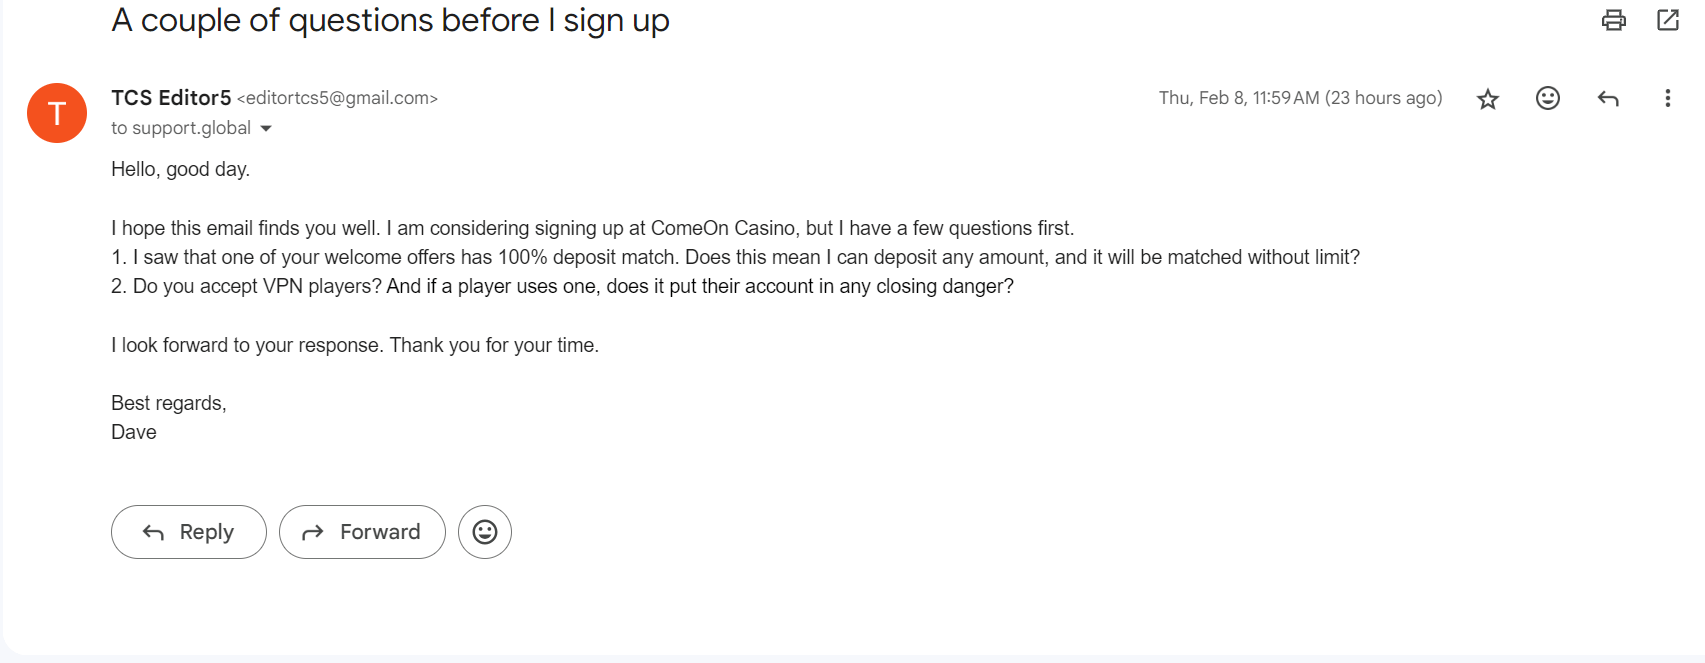 A couple of questions before I sign up
T
TCS Editor5 <editortcs5@gmail.com>
Thu, Feb 8, 11:59 AM (23 hours ago)
to support.global
Hello, good day.
I hope this email finds you well. I am considering signing up at ComeOn Casino, but I have a few questions first.
1. I saw that one of your welcome offers has 100% deposit match. Does this mean I can deposit any amount, and it will be matched without limit?
2. Do you accept VPN players? And if a player uses one, does it put their account in any closing danger?
I look forward to your response. Thank you for your time.
Best regards,
Dave
Reply
Forward